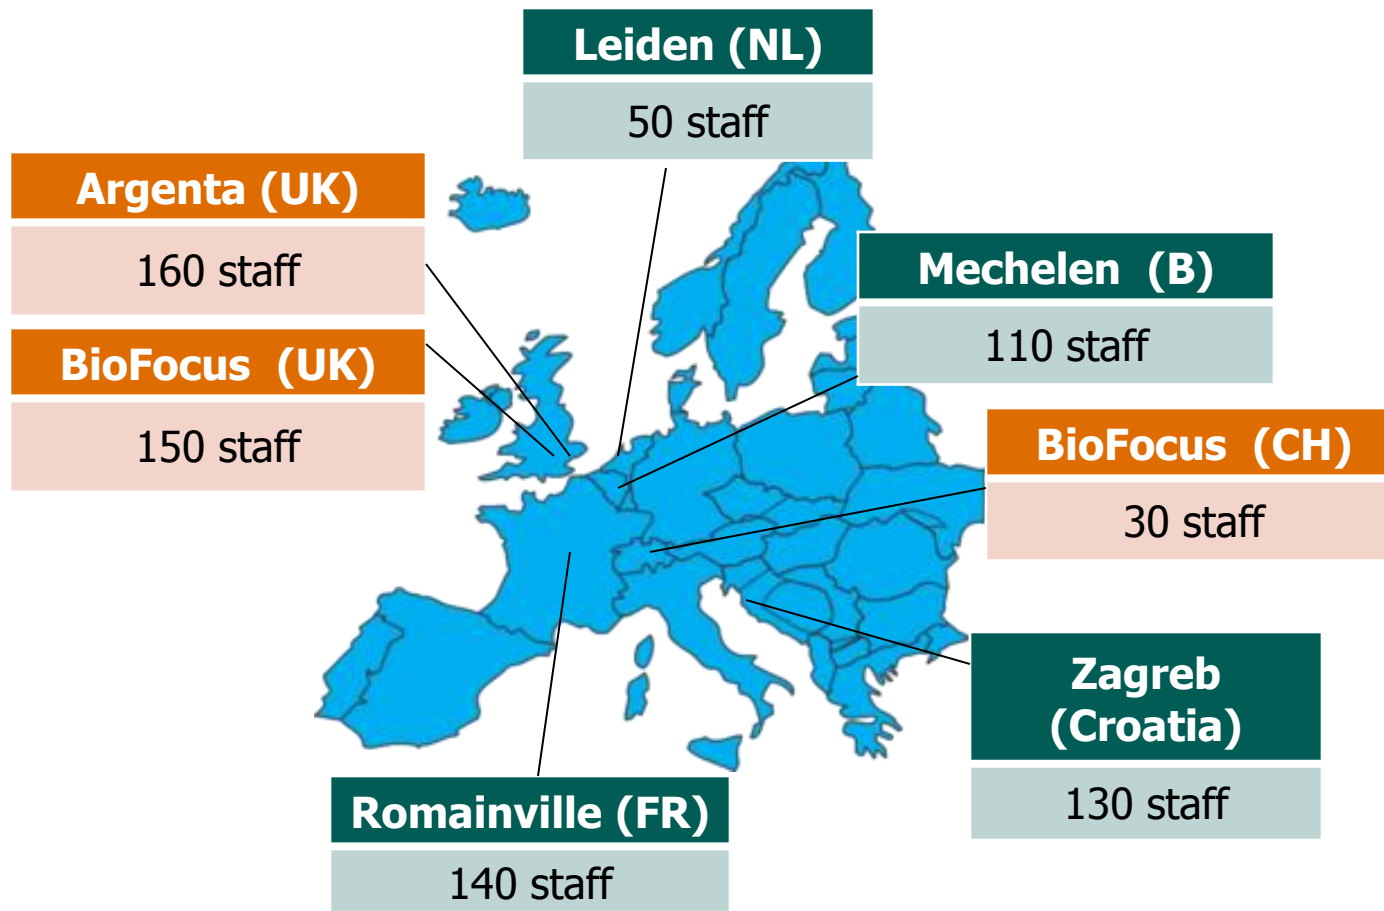 Leiden (NL)
50 staff
Argenta (UK)
160 staff
BioFocus (UK)
150 staff
Mechelen (B)
110 staff
BioFocus (CH)
30 staff
Zagreb
(Croatia)
130 staff
Romainville (FR)
140 staff